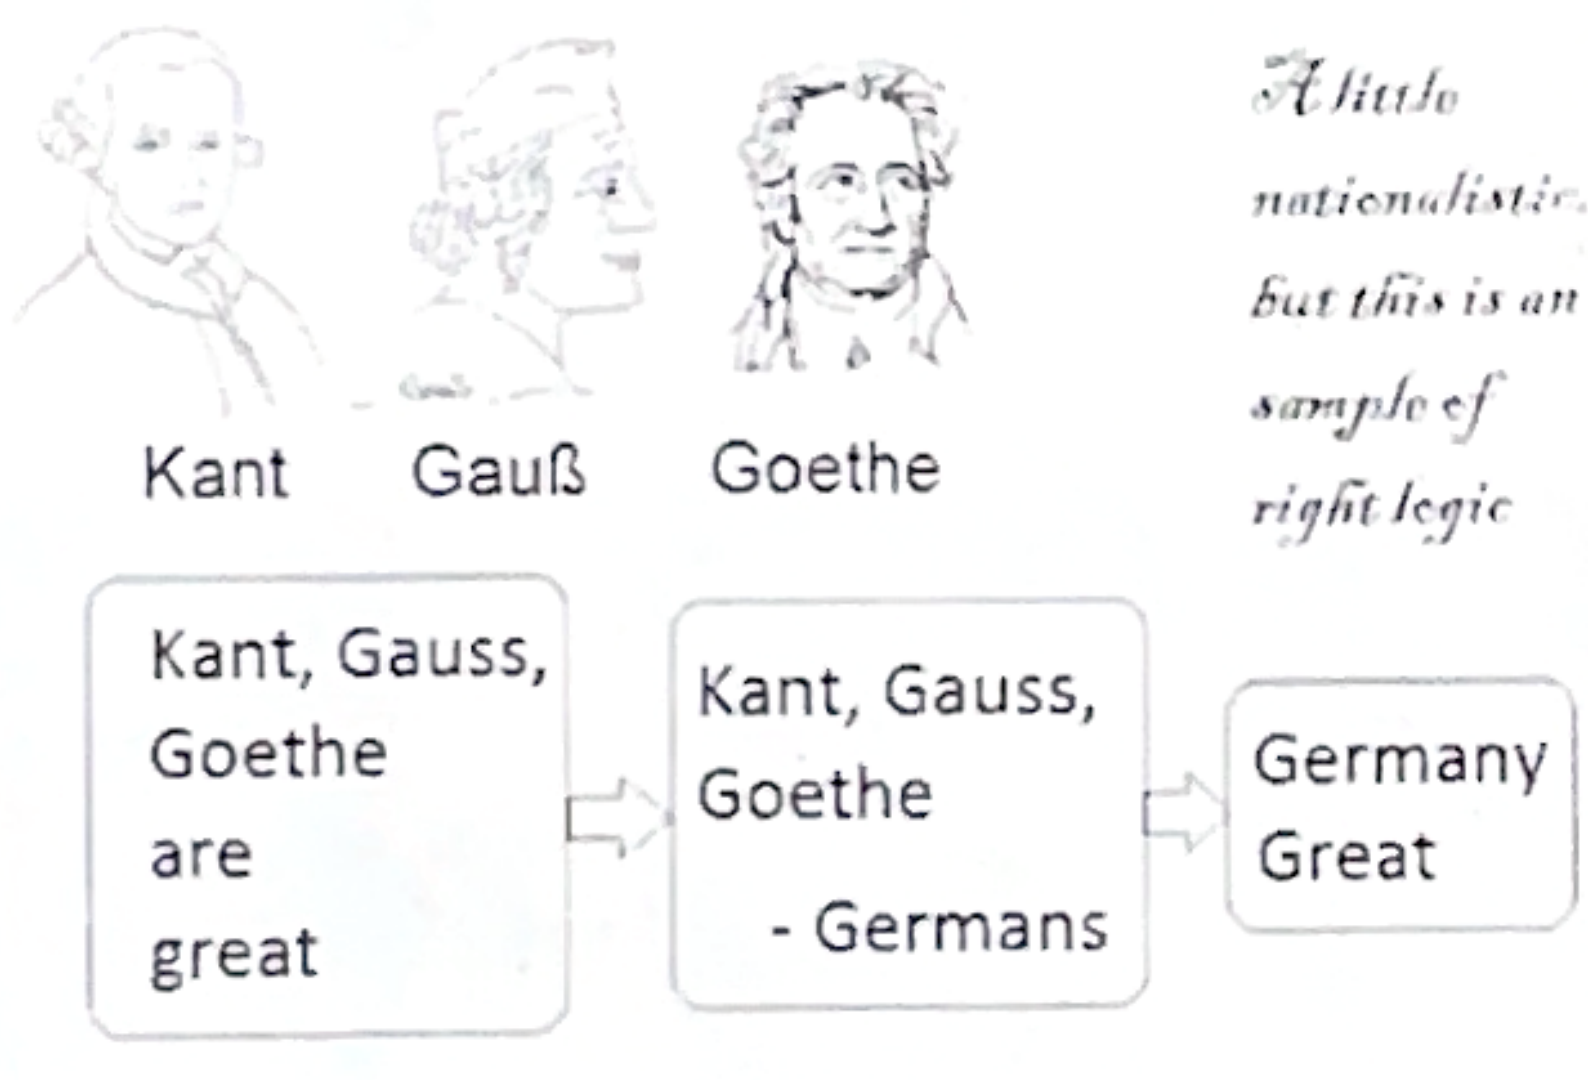 A little
nationalistic.
but this is an
sample of
right logic
Kant
Gauß
Goethe
Kant, Gauss,
Goethe
are
great
Kant, Gauss,
Goethe
- Germans
Germany
Great